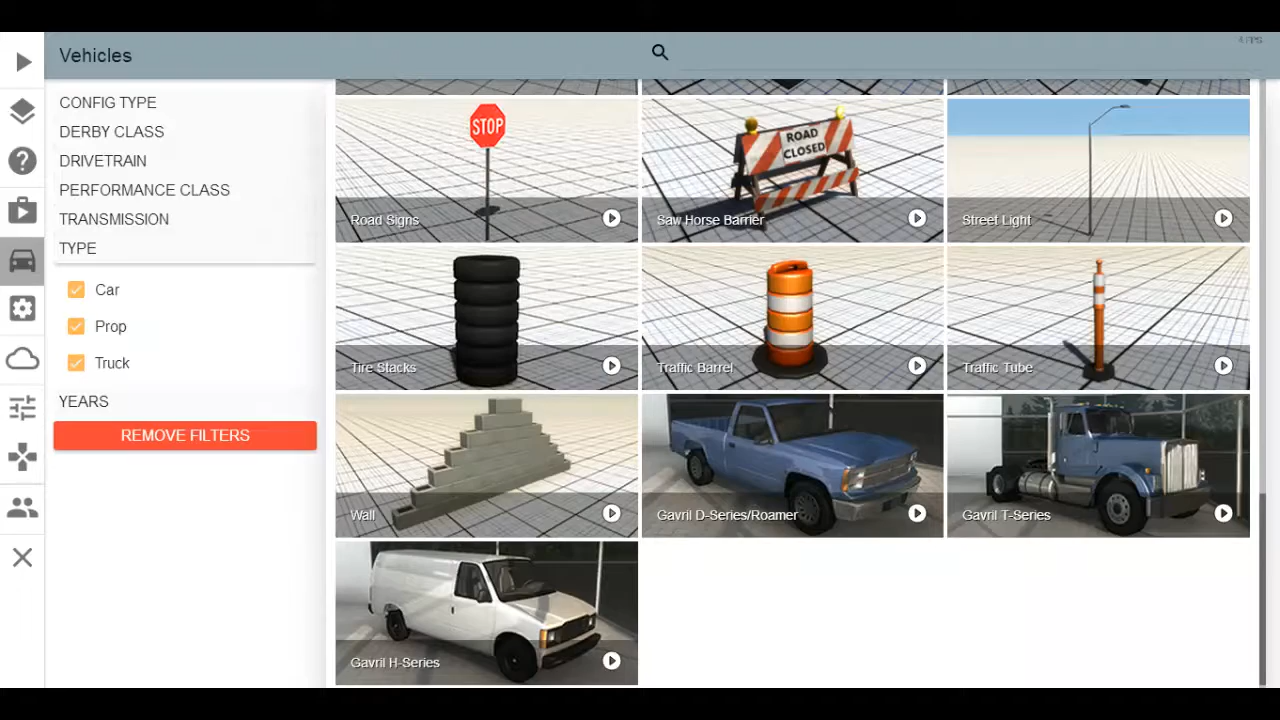 Vehicles
CONFIG TYPE
DERBY CLASS
DRIVETRAIN
PERFORMANCE CLASS
TRANSMISSION
TYPE
Car
Prop
Truck
YEARS
REMOVE FILTERS
STOP
Road Signs
ROAD
CLOSED
Saw Horse Barrier
Street Light
Tire Stacks
Traffic Barrel
Traffic Tube
Wall
Gavril D-Series/Roamer
Gavril T-Series
Gavril H-Series